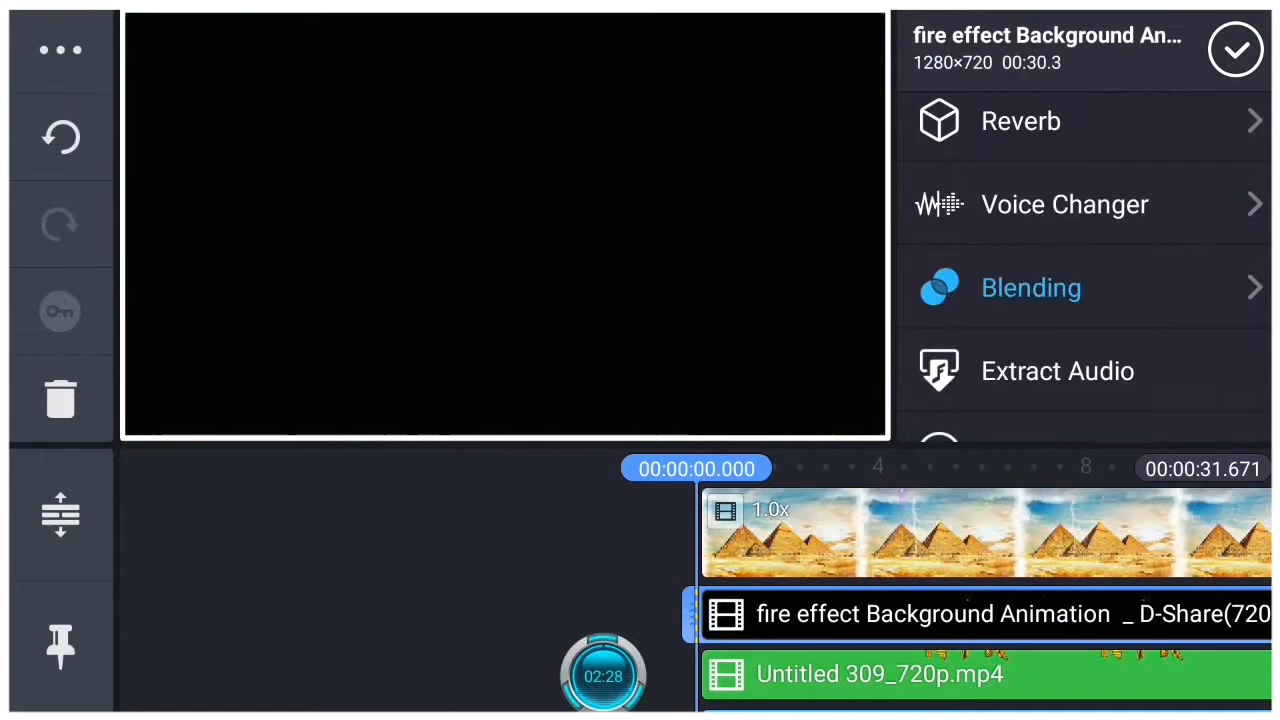 fire effect Background An...
1280×720 00:30.3
Reverb
Voice Changer
Blending
Extract Audio
00:00:00.000
4
8
00:00:31.671
1.0x
fire effect Background Animation _ D-Share(720
Untitled 309_720p.mp4
02:28